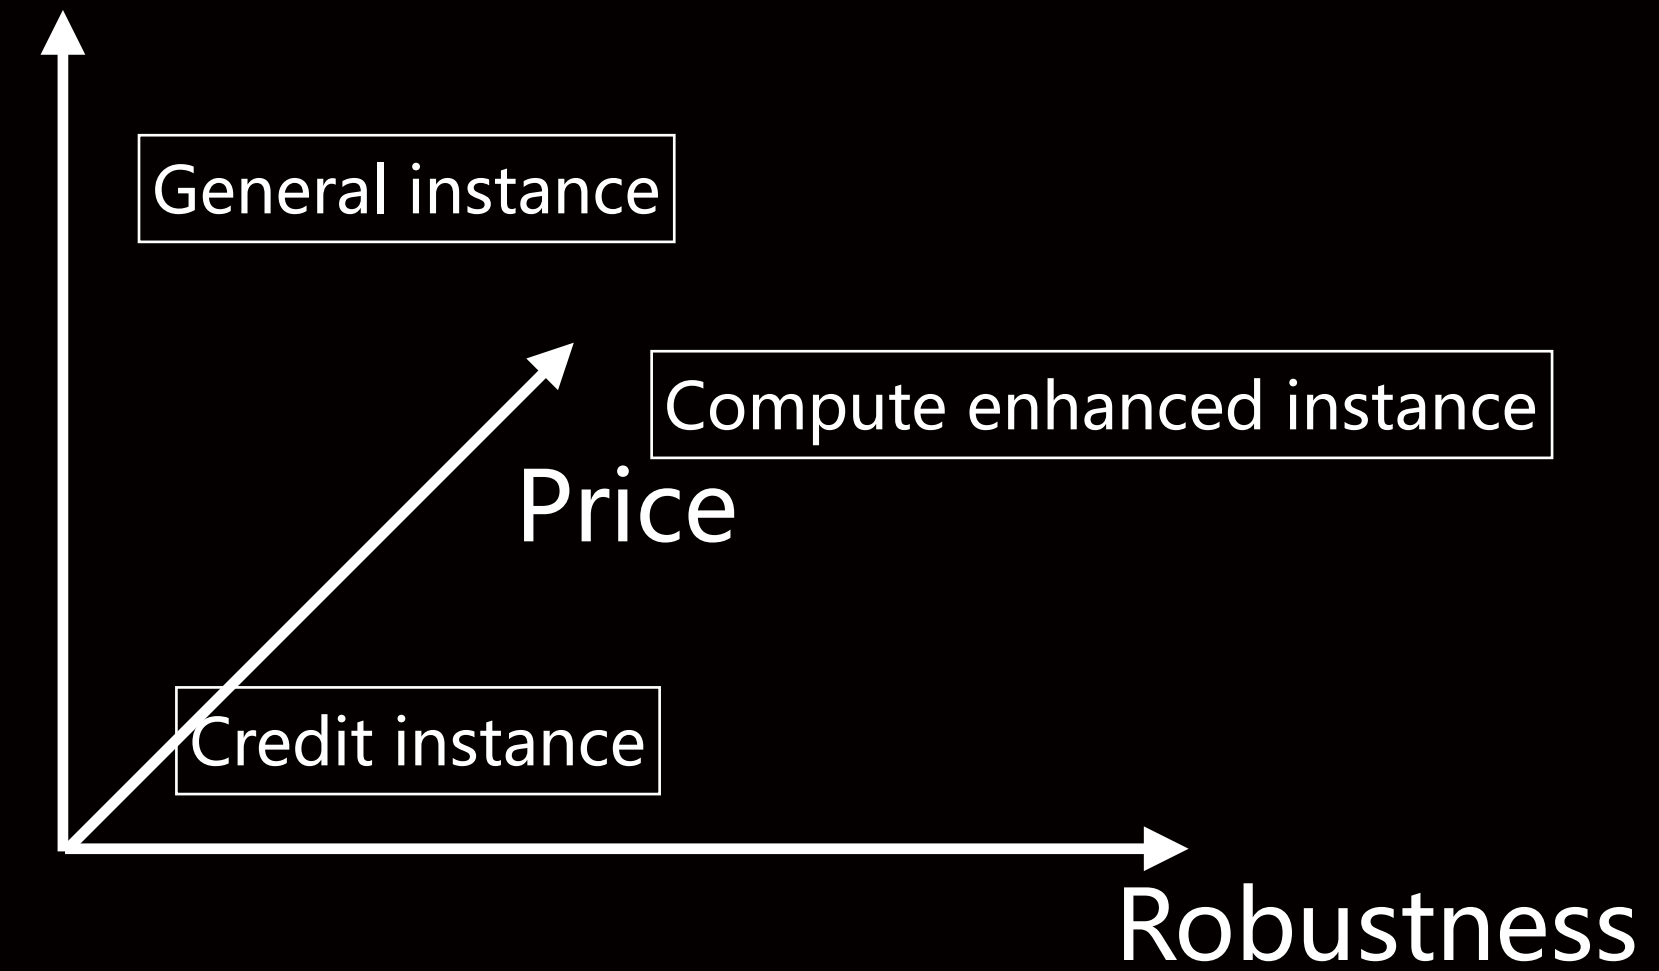 General instance
Compute enhanced instance
Price
Credit instance
Robustness